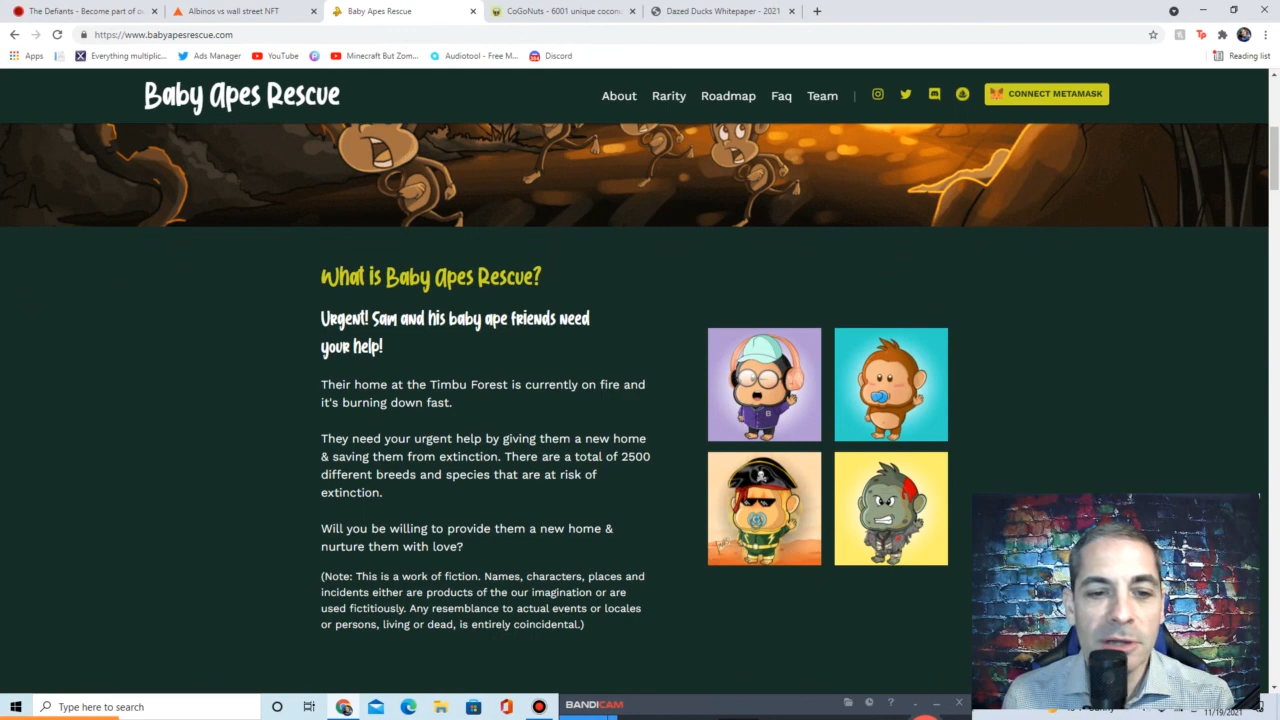 The Defiants - Become part of o
Albinos vs wall street NFT
Baby Apes Rescue
CoGoNuts - 6001 unique coconu
Dazed Ducks Whitepaper - 2021
https://www.babyapesrescue.com
Apps
Everything multiplic...
Ads Manager
YouTube
Minecraft But Zom...
Audiotool - Free M...
Discord
Reading list
Baby Apes Rescue
About
Rarity
Roadmap
Faq
Team
CONNECT METAMASK
What is Baby Apes Rescue?
Urgent! Sam and his baby ape friends need
your help!
Their home at the Timbu Forest is currently on fire and
it's burning down fast.
They need your urgent help by giving them a new home
& saving them from extinction. There are a total of 2500
different breeds and species that are at risk of
extinction.
Will you be willing to provide them a new home &
nurture them with love?
(Note: This is a work of fiction. Names, characters, places and
incidents either are products of the our imagination or are
used fictitiously. Any resemblance to actual events or locales
or persons, living or dead, is entirely coincidental.)
Type here to search
BANDICAM
11/19/2021